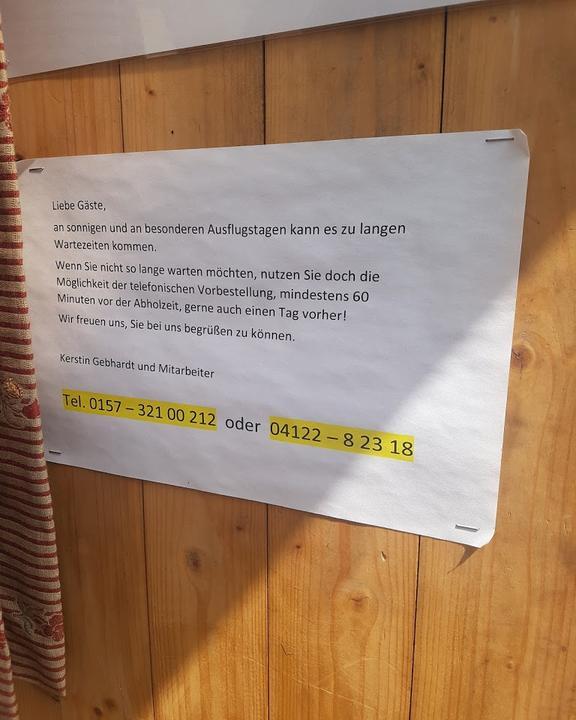 Liebe Gäste,
an sonnigen und an besonderen Ausflugstagen kann es zu langen
Wartezeiten kommen.
Wenn Sie nicht so lange warten möchten, nutzen Sie doch die
Möglichkeit der telefonischen Vorbestellung, mindestens 60
Minuten vor der Abholzeit, gerne auch einen Tag vorher!
Wir freuen uns, Sie bei uns begrüßen zu können.
Kerstin Gebhardt und Mitarbeiter
Tel. 0157 – 321 00 212 oder 04122 – 8 23 18